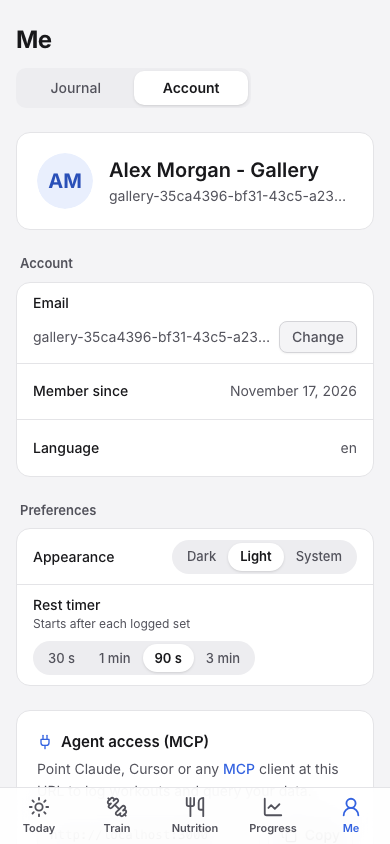 Me
Journal Account
AM
Alex Morgan - Gallery
gallery-35ca4396-bf31-43c5-a23...
Account
Email
gallery-35ca4396-bf31-43c5-a23... Change
Member since November 17, 2026
Language en
Preferences
Appearance Dark Light System
Rest timer
Starts after each logged set
30 s 1 min 90 s 3 min
Agent access (MCP)
Point Claude, Cursor or any MCP client at this
Today Train Nutrition Progress Me